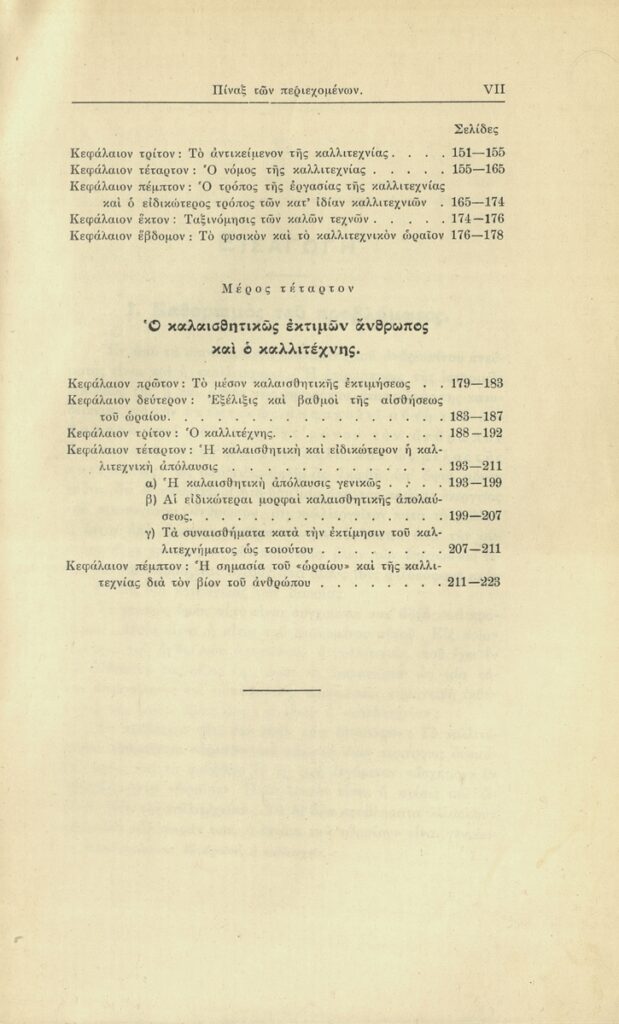 Πίναξ τῶν περιεχομένων. VII
Σελίδες
Κεφάλαιον τρίτον : Τὸ ἀντικείμενον τῆς καλλιτεχνίας . . . . 151—155
Κεφάλαιον τέταρτον : Ὁ νόμος τῆς καλλιτεχνίας . . . . . 155—165
Κεφάλαιον πέμπτον : Ὁ τρόπος τῆς ἐργασίας τῆς καλλιτεχνίας
καὶ ὁ εἰδικώτερος τρόπος τῶν κατ' ἰδίαν καλλιτεχνιῶν . 165—174
Κεφάλαιον ἕκτον : Ταξινόμησις τῶν καλῶν τεχνῶν . . . . . 174—176
Κεφάλαιον ἕβδομον : Τὸ φυσικὸν καὶ τὸ καλλιτεχνικὸν ὡραῖον 176—178
Μέρος τέταρτον
Ὁ καλαισθητικῶς ἐκτιμῶν ἄνθρωπος
καὶ ὁ καλλιτέχνης.
Κεφάλαιον πρῶτον : Τὸ μέσον καλαισθητικῆς ἐκτιμήσεως . . 179—183
Κεφάλαιον δεύτερον : Ἐξέλιξις καὶ βαθμοὶ τῆς αἰσθήσεως
τοῦ ὡραίου. . . . . . . . . . . . . . . . 183—187
Κεφάλαιον τρίτον : Ὁ καλλιτέχνης. . . . . . . . . . 188—192
Κεφάλαιον τέταρτον : Ἡ καλαισθητικὴ καὶ εἰδικώτερον ἡ καλ-
λιτεχνικὴ ἀπόλαυσις . . . . . . . . . . . . 193—211
α) Ἡ καλαισθητικὴ ἀπόλαυσις γενικῶς . . . . 193—199
β) Αἱ εἰδικώτεραι μορφαὶ καλαισθητικῆς ἀπολαύ-
σεως. . . . . . . . . . . . . . . 199—207
γ) Τὰ συναισθήματα κατὰ τὴν ἐκτίμησιν τοῦ καλ-
λιτεχνήματος ὡς τοιούτου . . . . . . . 207—211
Κεφάλαιον πέμπτον : Ἡ σημασία τοῦ «ὡραίου» καὶ τῆς καλλι-
τεχνίας διὰ τὸν βίον τοῦ ἀνθρώπου . . . . . . . 211—223